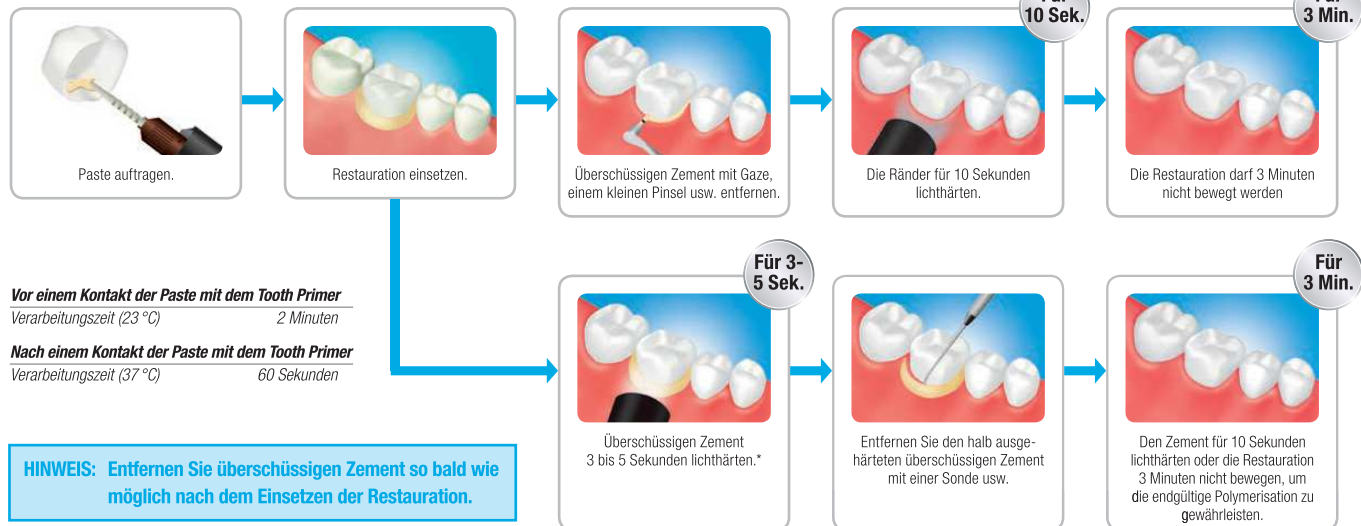 Für
10 Sek.
Für
3 Min.
Paste auftragen.
Restauration einsetzen.
Überschüssigen Zement mit Gaze,
einem kleinen Pinsel usw. entfernen.
Die Ränder für 10 Sekunden
lichthärten.
Die Restauration darf 3 Minuten
nicht bewegt werden
Vor einem Kontakt der Paste mit dem Tooth Primer
Verarbeitungszeit (23 °C) 2 Minuten
Nach einem Kontakt der Paste mit dem Tooth Primer
Verarbeitungszeit (37 °C) 60 Sekunden
HINWEIS: Entfernen Sie überschüssigen Zement so bald wie
möglich nach dem Einsetzen der Restauration.
Für 3-
5 Sek.
Für
3 Min.
Überschüssigen Zement
3 bis 5 Sekunden lichthärten.*
Entfernen Sie den halb ausge-
härteten überschüssigen Zement
mit einer Sonde usw.
Den Zement für 10 Sekunden
lichthärten oder die Restauration
3 Minuten nicht bewegen, um
die endgültige Polymerisation zu
gewährleisten.